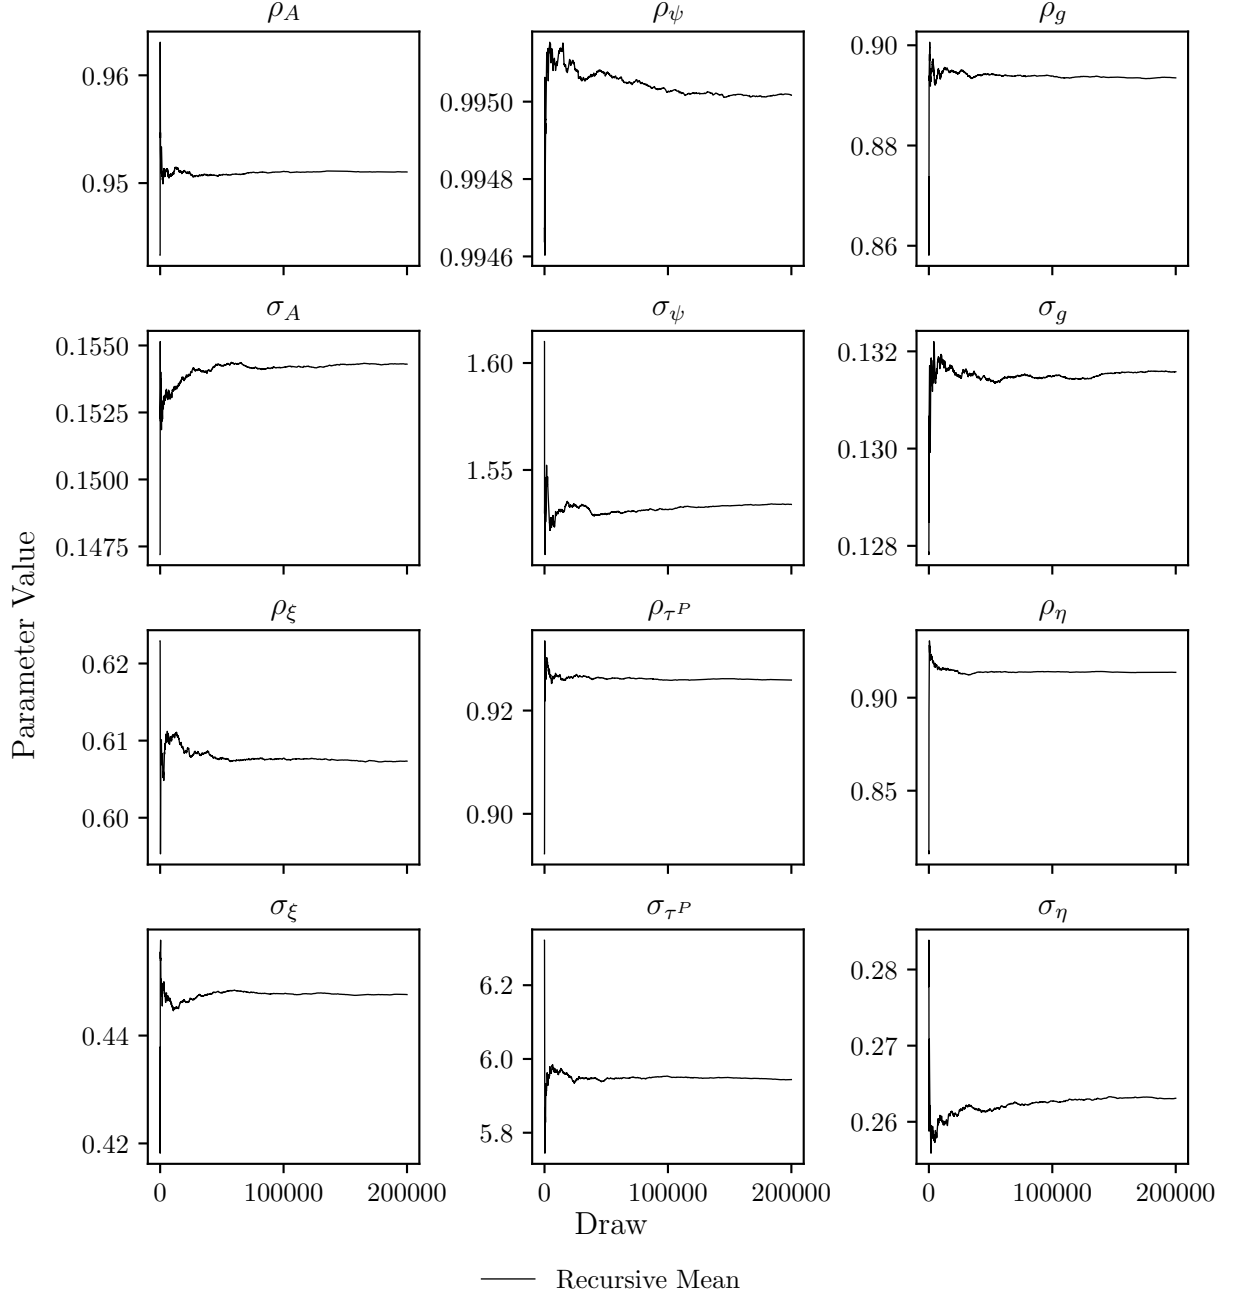 ρ_A ρ_ψ ρ_g
0.96 0.9950 0.90
0.95 0.9948 0.88
0.9946 0.86
σ_A σ_ψ σ_g
0.1550 1.60 0.132
0.1525 1.55 0.130
0.1500 0.128
0.1475
Parameter Value
ρ_ξ ρ_{τ^P} ρ_η
0.62 0.92 0.90
0.61 0.90 0.85
0.60
σ_ξ σ_{τ^P} σ_η
0.44 6.2 0.28
0.42 6.0 0.27
5.8 0.26
0 100000 200000 0 100000 200000 0 100000 200000
Draw
Recursive Mean